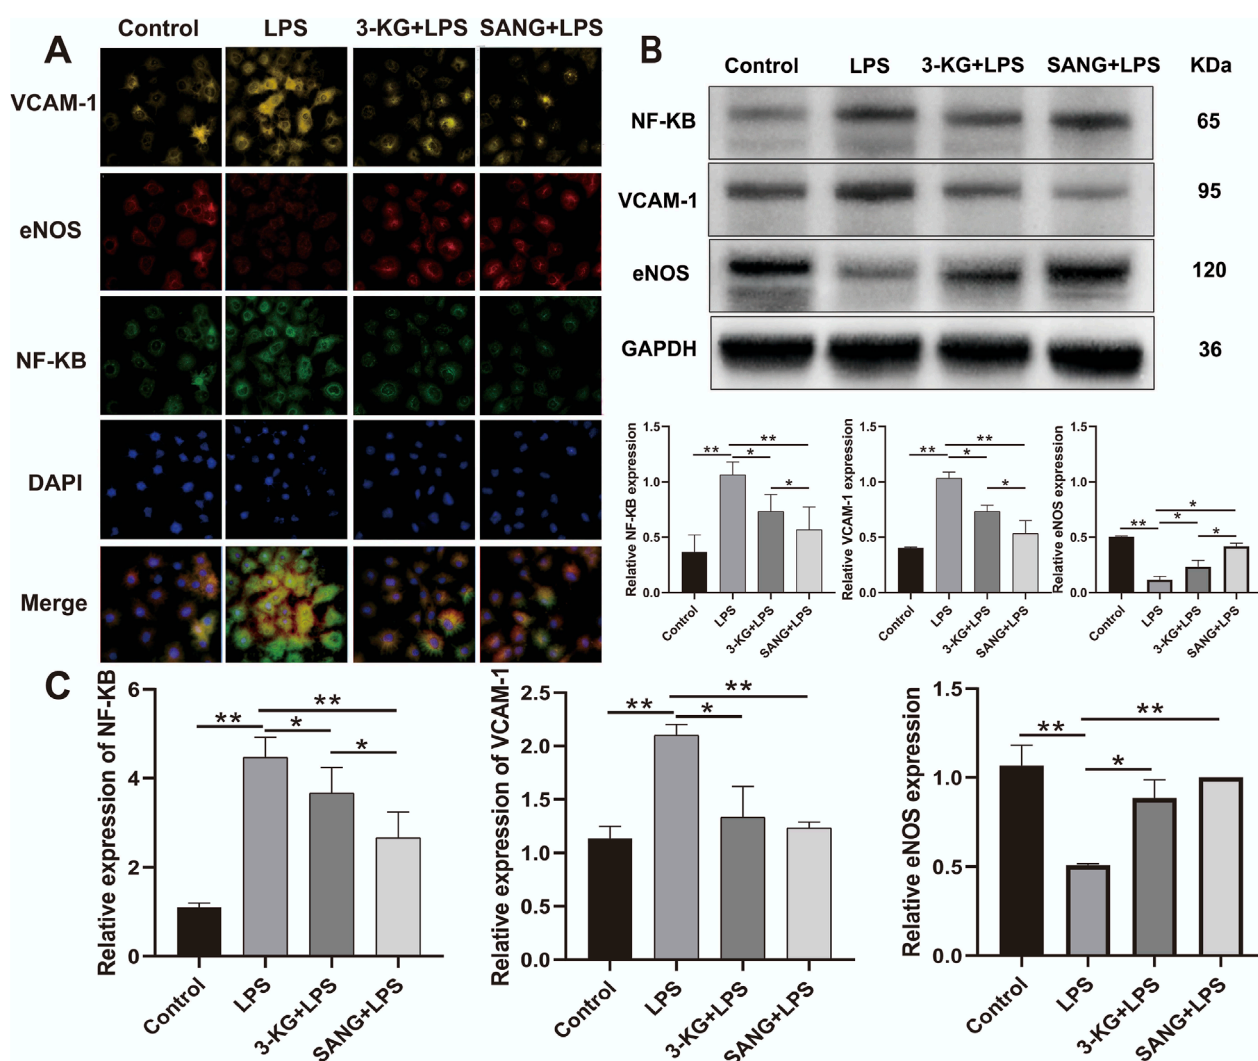 A
Control LPS 3-KG+LPS SANG+LPS
VCAM-1
eNOS
NF-KB
DAPI
Merge
B
Control LPS 3-KG+LPS SANG+LPS KDa
NF-KB 65
VCAM-1 95
eNOS 120
GAPDH 36
Relative NF-KB expression
1.5
1.0
0.5
0.0
** * ** *
Control LPS 3-KG+LPS SANG+LPS
Relative VCAM-1 expression
1.5
1.0
0.5
0.0
** * ** *
Control LPS 3-KG+LPS SANG+LPS
Relative eNOS expression
1.5
1.0
0.5
0.0
** * * *
Control LPS 3-KG+LPS SANG+LPS
C
Relative expression of NF-KB
6
4
2
0
** * ** *
Control LPS 3-KG+LPS SANG+LPS
Relative expression of VCAM-1
2.5
2.0
1.5
1.0
0.5
0.0
** * **
Control LPS 3-KG+LPS SANG+LPS
Relative eNOS expression
1.5
1.0
0.5
0.0
** * **
Control LPS 3-KG+LPS SANG+LPS